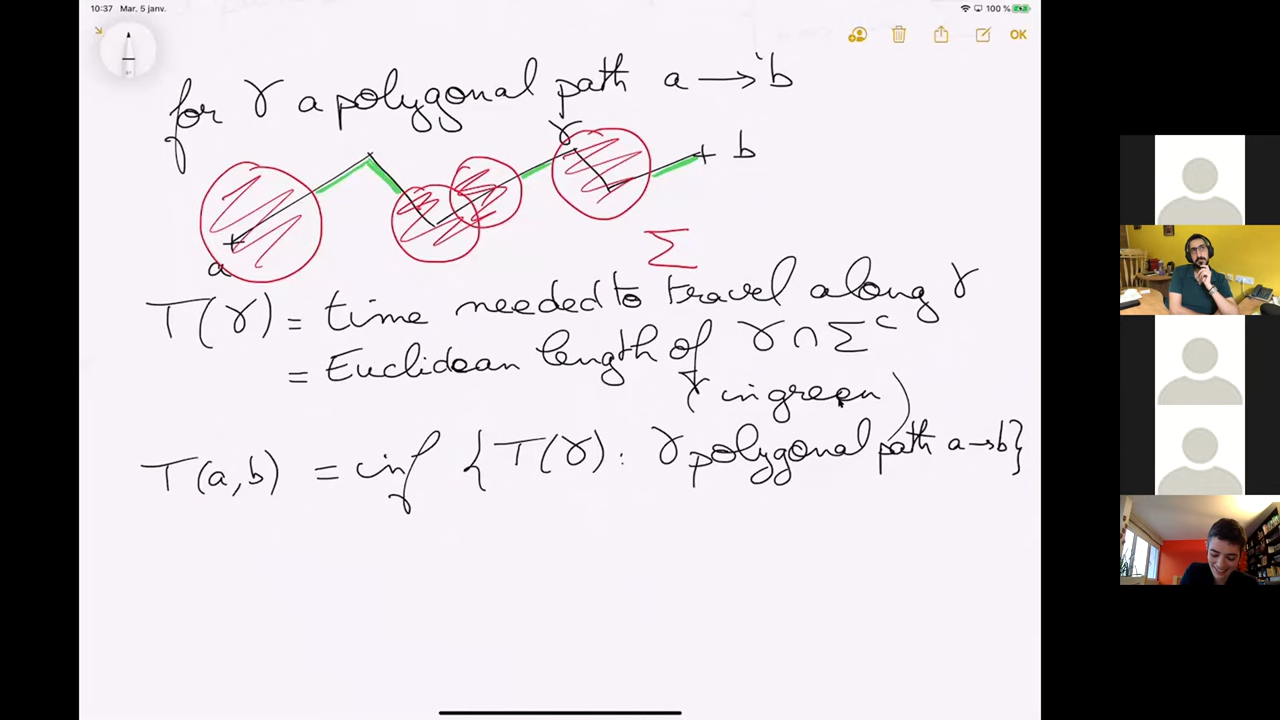 10:37 Mar. 5 janv. 100 %
OK
for γ a polygonal path a → b
γ
b
a
Σ
T(γ) = time needed to travel along γ
= Euclidean length of γ ∩ Σ^c
(in green)
T(a,b) = inf {T(γ): γ polygonal path a→b}